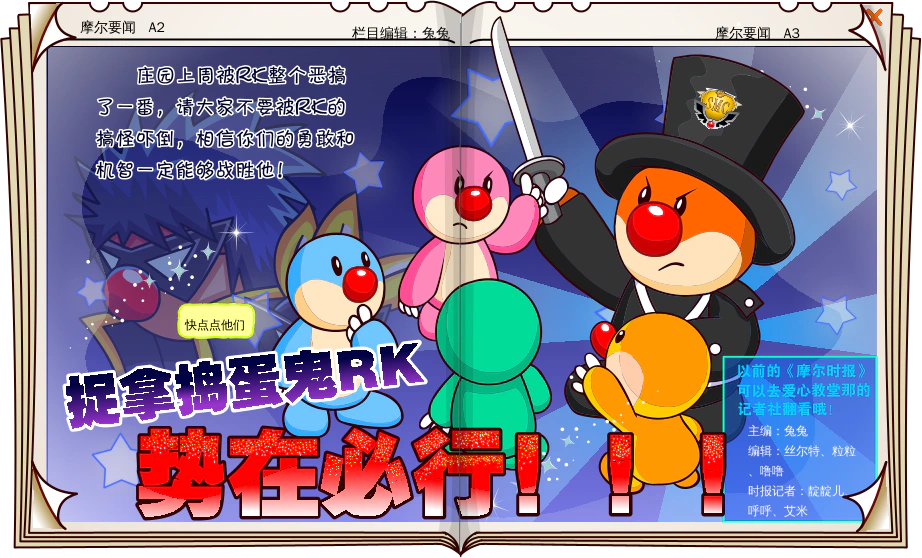 摩尔要闻 A2
栏目编辑：兔兔
摩尔要闻 A3
庄园上周被RK整个恶搞
了一番，请大家不要被RK的
搞怪吓倒，相信你们的勇敢和
机智一定能够战胜他！
快点点他们
捉拿捣蛋鬼RK
势在必行！！！
以前的《摩尔时报》
可以去爱心教堂那的
记者社翻看哦！
主编：兔兔
编辑：丝尔特、粒粒
、噜噜
时报记者：靛靛儿
呼呼、艾米